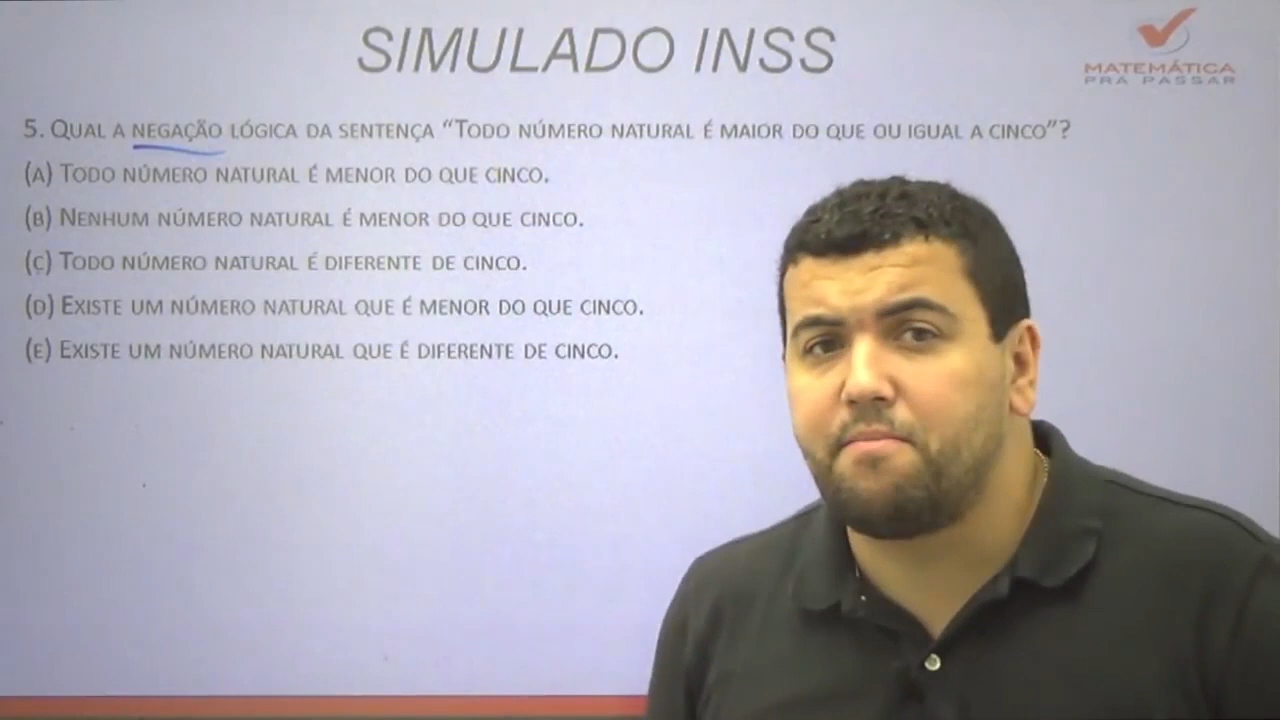 SIMULADO INSS
MATEMÁTICA
PRA PASSAR
5. QUAL A NEGAÇÃO LÓGICA DA SENTENÇA “TODO NÚMERO NATURAL É MAIOR DO QUE OU IGUAL A CINCO”?
(A) TODO NÚMERO NATURAL É MENOR DO QUE CINCO.
(B) NENHUM NÚMERO NATURAL É MENOR DO QUE CINCO.
(C) TODO NÚMERO NATURAL É DIFERENTE DE CINCO.
(D) EXISTE UM NÚMERO NATURAL QUE É MENOR DO QUE CINCO.
(E) EXISTE UM NÚMERO NATURAL QUE É DIFERENTE DE CINCO.